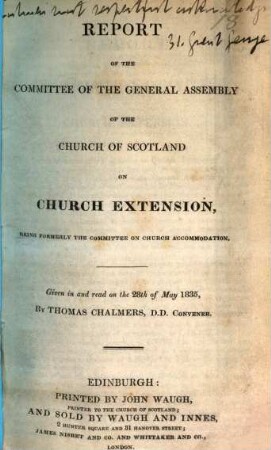 most respectfully
31. Great George
REPORT
OF THE
COMMITTEE OF THE GENERAL ASSEMBLY
OF THE
CHURCH OF SCOTLAND
ON
CHURCH EXTENSION,
BEING FORMERLY THE COMMITTEE ON CHURCH ACCOMMODATION,
Given in and read on the 28th of May 1835,
BY THOMAS CHALMERS, D.D. CONVENER.
EDINBURGH:
PRINTED BY JOHN WAUGH,
PRINTER TO THE CHURCH OF SCOTLAND;
AND SOLD BY WAUGH AND INNES,
2 HUNTER SQUARE AND 31 HANOVER STREET;
JAMES NISBET AND CO. AND WHITTAKER AND CO.,
LONDON.